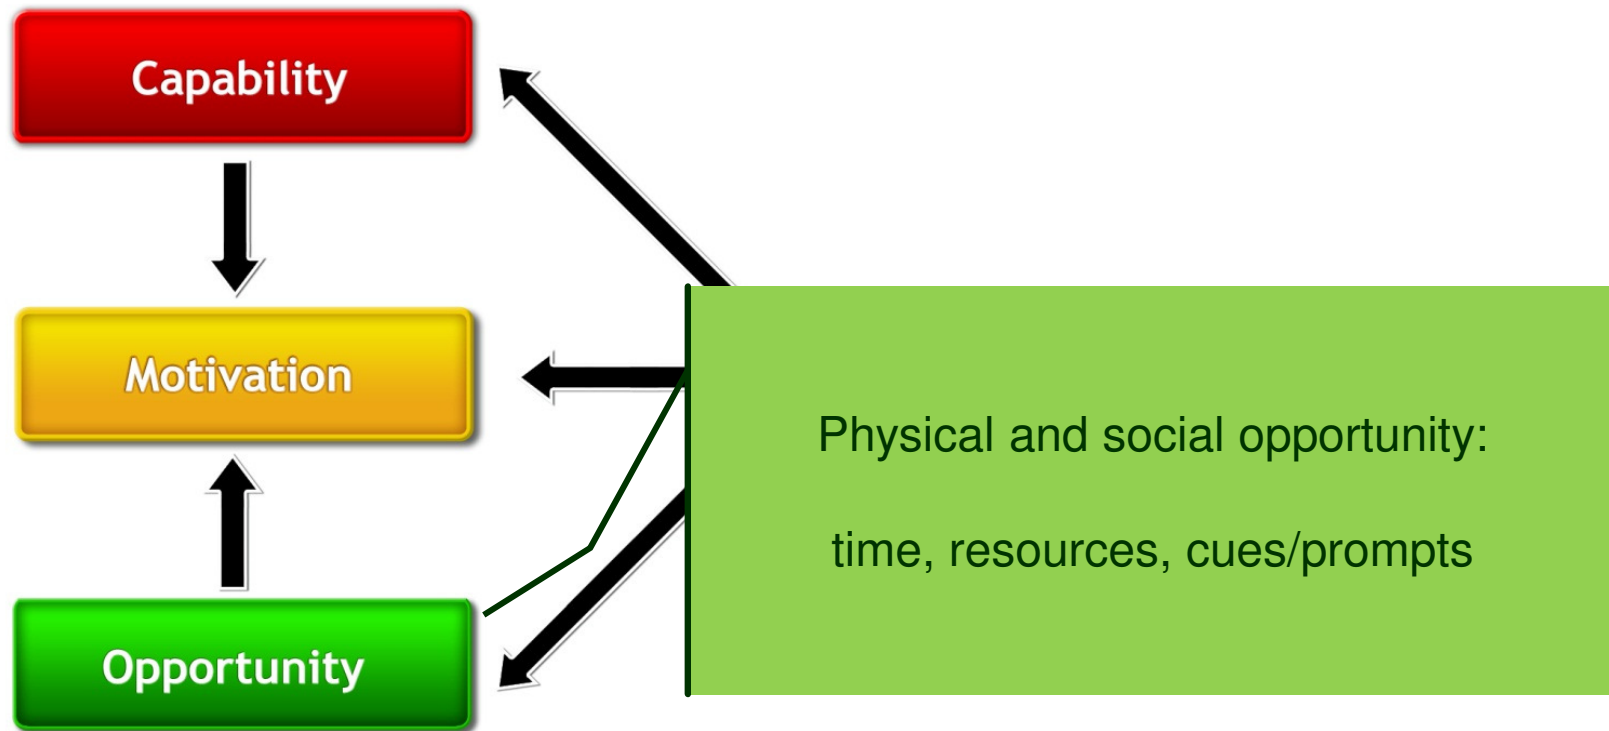 Capability
Motivation
Physical and social opportunity:
time, resources, cues/prompts
Opportunity